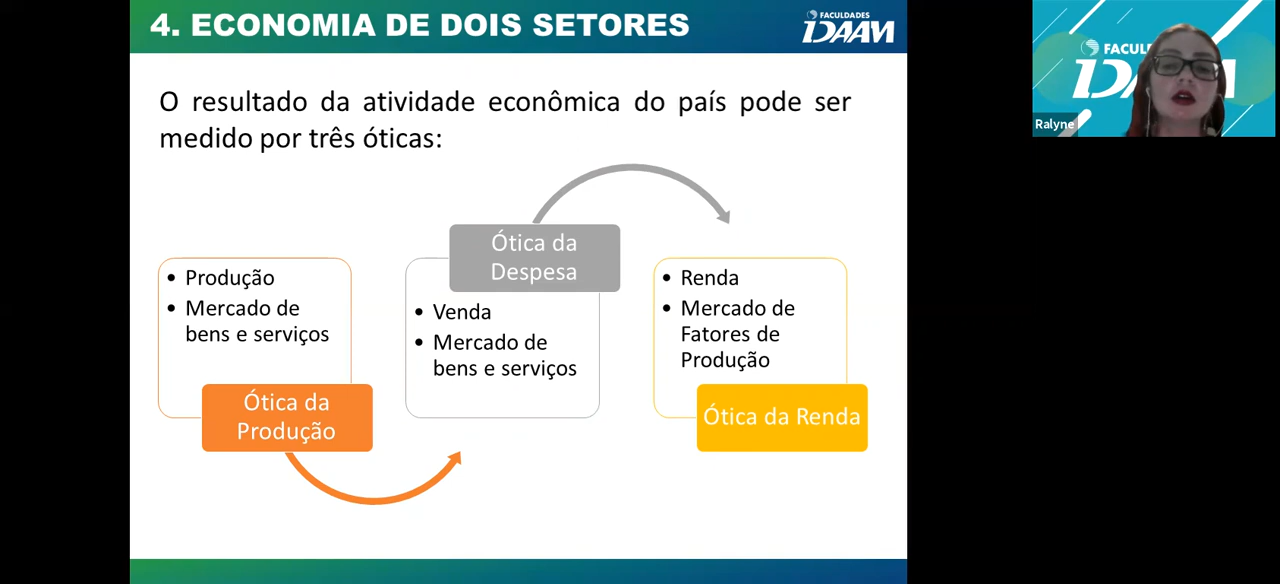 4. ECONOMIA DE DOIS SETORES
FACULDADES
IDAAM
O resultado da atividade econômica do país pode ser
medido por três óticas:
• Produção
• Mercado de
bens e serviços
Ótica da
Produção
Ótica da
Despesa
• Venda
• Mercado de
bens e serviços
• Renda
• Mercado de
Fatores de
Produção
Ótica da Renda
Ralyne